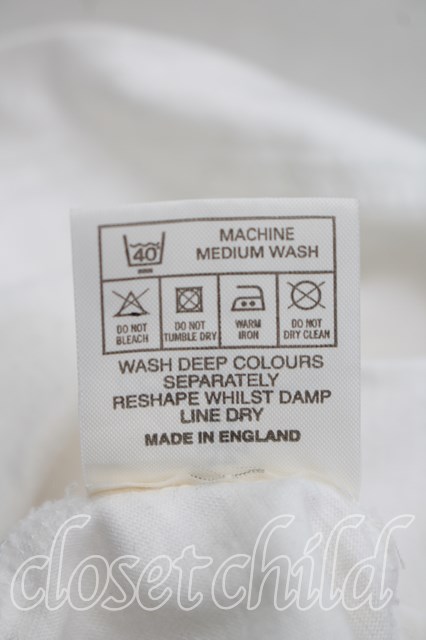 40
MACHINE
MEDIUM WASH
DO NOT
BLEACH
DO NOT
TUMBLE DRY
WARM
IRON
DO NOT
DRY CLEAN
WASH DEEP COLOURS
SEPARATELY
RESHAPE WHILST DAMP
LINE DRY
MADE IN ENGLAND
closet child